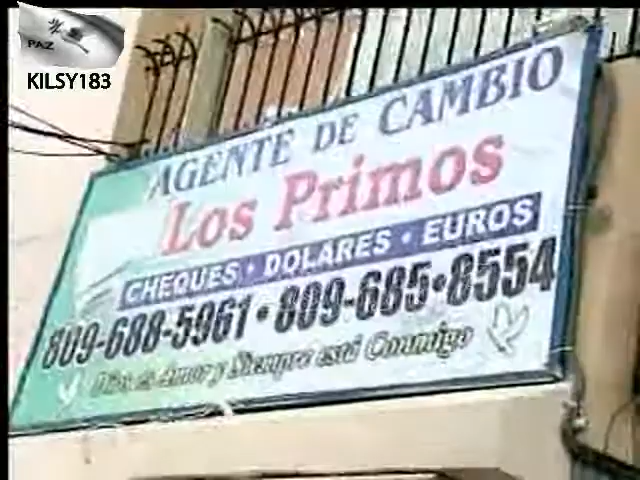 PAZ
KILSY183
AGENTE DE CAMBIO
Los Primos
CHEQUES • DOLARES • EUROS
809-688-5961 • 809-685-8554
Dios es Amor y Siempre está Conmigo